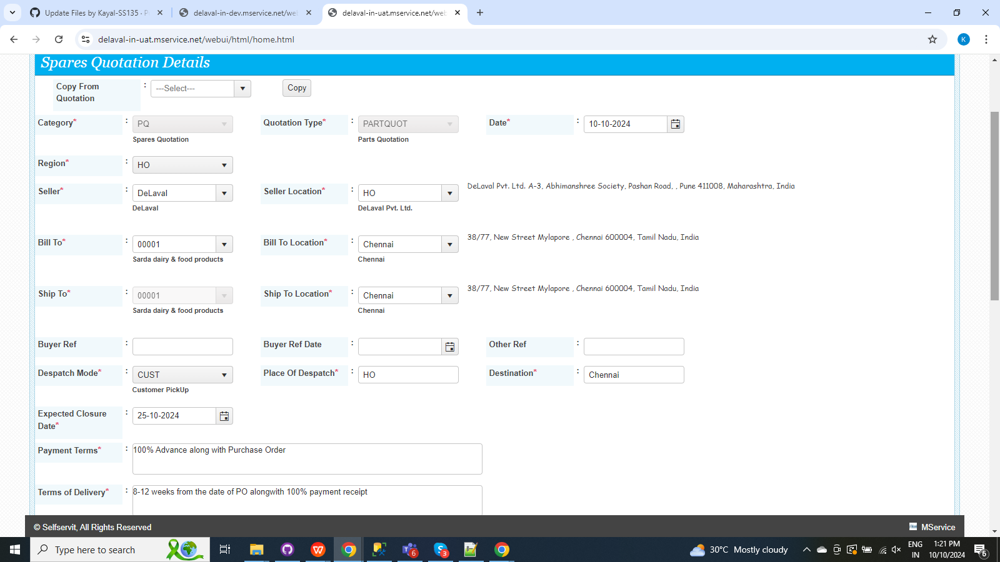 Update Files by Kayal-SS135 · P
delaval-in-dev.mservice.net/we
delaval-in-uat.mservice.net/web
delaval-in-uat.mservice.net/webui/html/home.html
K
Spares Quotation Details
Copy From Quotation : ---Select--- Copy
Category* : PQ Quotation Type* : PARTQUOT Date* : 10-10-2024
Spares Quotation Parts Quotation
Region* : HO
Seller* : DeLaval Seller Location* : HO DeLaval Pvt. Ltd. A-3, Abhimanshree Society, Pashan Road, , Pune 411008, Maharashtra, India
DeLaval DeLaval Pvt. Ltd.
Bill To* : 00001 Bill To Location* : Chennai 38/77, New Street Mylapore , Chennai 600004, Tamil Nadu, India
Sarda dairy & food products Chennai
Ship To* : 00001 Ship To Location* : Chennai 38/77, New Street Mylapore , Chennai 600004, Tamil Nadu, India
Sarda dairy & food products Chennai
Buyer Ref : Buyer Ref Date : Other Ref :
Despatch Mode* : CUST Place Of Despatch* : HO Destination* : Chennai
Customer PickUp
Expected Closure Date* : 25-10-2024
Payment Terms* : 100% Advance along with Purchase Order
Terms of Delivery* : 8-12 weeks from the date of PO alongwith 100% payment receipt
© Selfservit, All Rights Reserved MService
Type here to search 6 3 30°C Mostly cloudy ENG IN 1:21 PM 10/10/2024 6